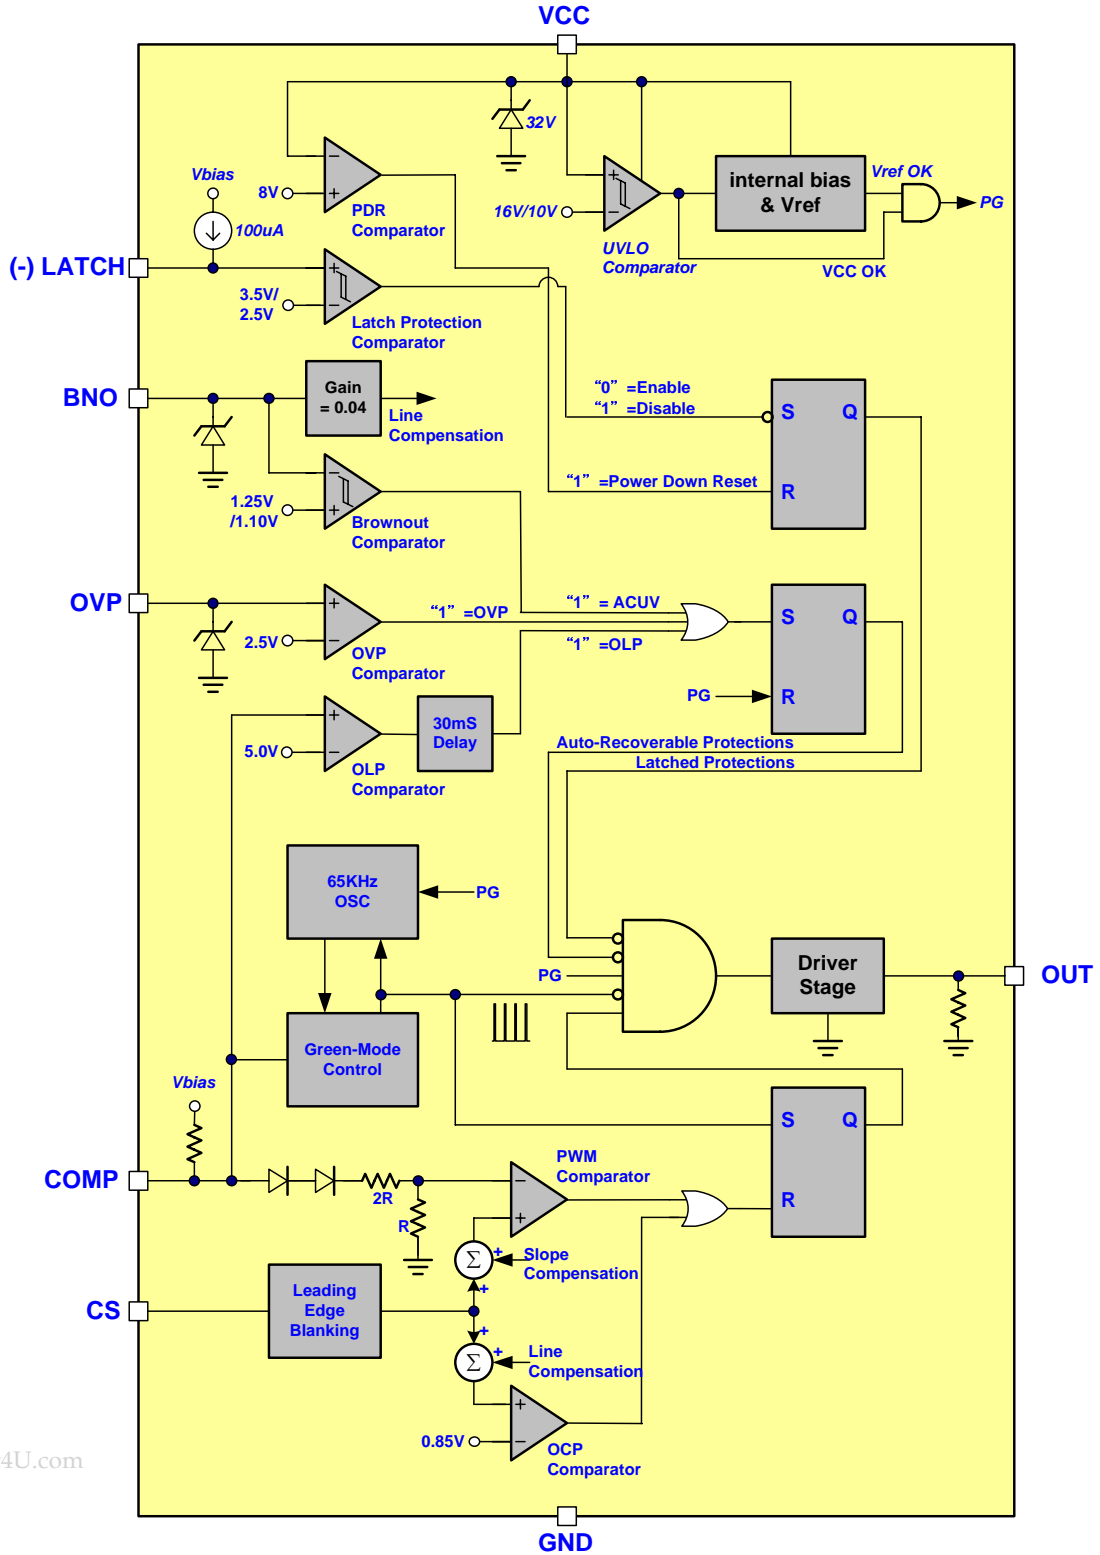 VCC
32V
Vbias
8V
+
−
PDR
Comparator
100uA
16V/10V
+
−
UVLO
Comparator
internal bias
& Vref
Vref OK
PG
VCC OK
(-) LATCH
3.5V/
2.5V
+
−
Latch Protection
Comparator
BNO
Gain
= 0.04
Line
Compensation
“0” =Enable
“1” =Disable
S
Q
“1” =Power Down Reset
R
1.25V
/1.10V
−
+
Brownout
Comparator
OVP
+
−
2.5V
OVP
Comparator
“1” =OVP
“1” = ACUV
“1” =OLP
S
Q
PG
R
+
−
5.0V
OLP
Comparator
30mS
Delay
Auto-Recoverable Protections
Latched Protections
65KHz
OSC
PG
PG
Driver
Stage
OUT
Green-Mode
Control
Vbias
COMP
2R
R
−
+
PWM
Comparator
S
Q
R
Σ
+
+
Slope
Compensation
CS
Leading
Edge
Blanking
+
Σ
+
Line
Compensation
+
−
0.85V
OCP
Comparator
4U.com
GND